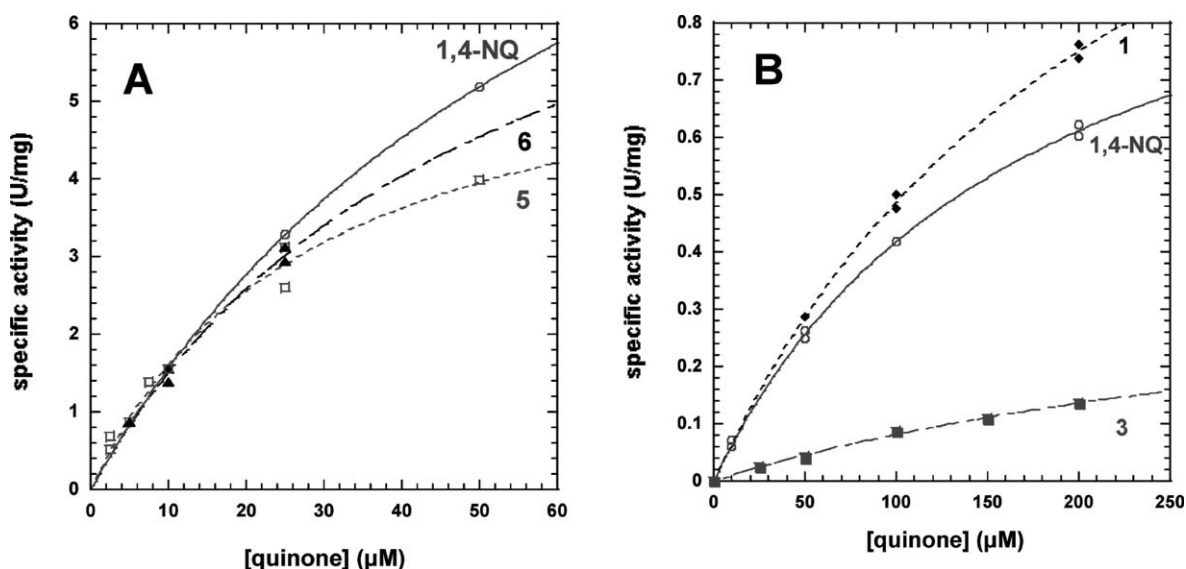 A
1,4-NQ
6
5
specific activity (U/mg)
6
5
4
3
2
1
0
0 10 20 30 40 50 60
[quinone] (µM)
B
1
1,4-NQ
3
specific activity (U/mg)
0.8
0.7
0.6
0.5
0.4
0.3
0.2
0.1
0
0 50 100 150 200 250
[quinone] (µM)